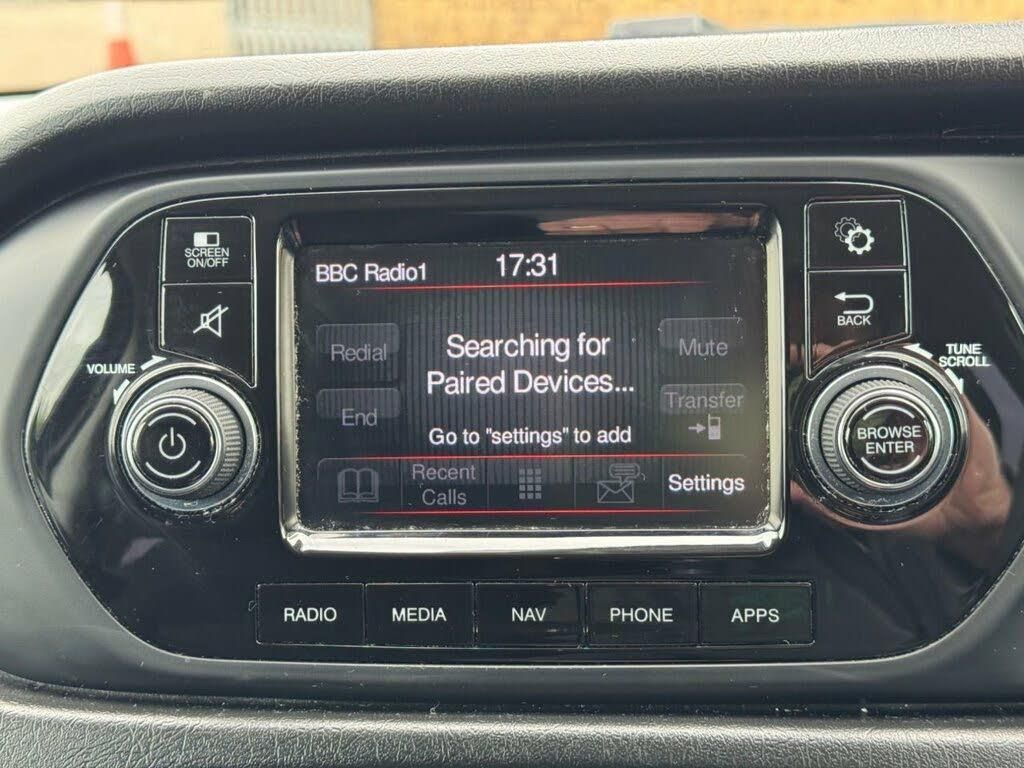 SCREEN
ON/OFF
BBC Radio1
17:31
BACK
VOLUME
TUNE
SCROLL
Redial
Searching for
Paired Devices...
Mute
End
Transfer
Go to "settings" to add
BROWSE
ENTER
Recent
Calls
Settings
RADIO
MEDIA
NAV
PHONE
APPS